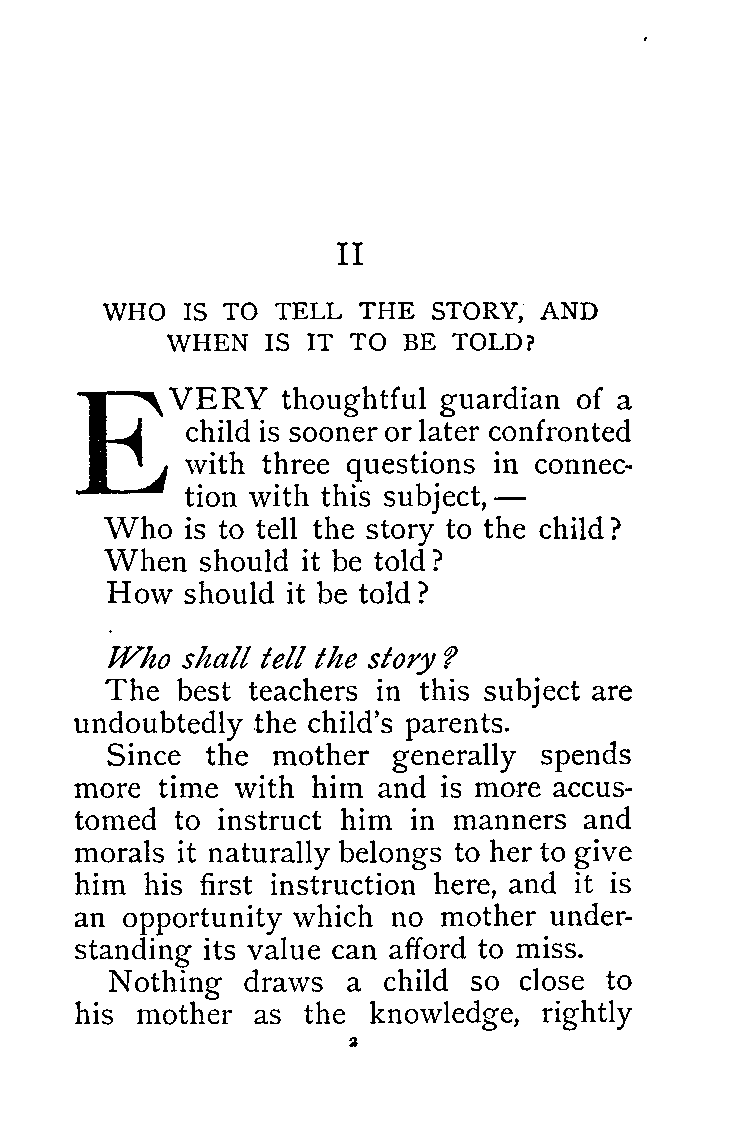 II
WHO IS TO TELL THE STORY, AND
WHEN IS IT TO BE TOLD?
EVERY thoughtful guardian of a
child is sooner or later confronted
with three questions in connec-
tion with this subject, —
Who is to tell the story to the child?
When should it be told?
How should it be told?
Who shall tell the story?
The best teachers in this subject are
undoubtedly the child's parents.
Since the mother generally spends
more time with him and is more accus-
tomed to instruct him in manners and
morals it naturally belongs to her to give
him his first instruction here, and it is
an opportunity which no mother under-
standing its value can afford to miss.
Nothing draws a child so close to
his mother as the knowledge, rightly
2